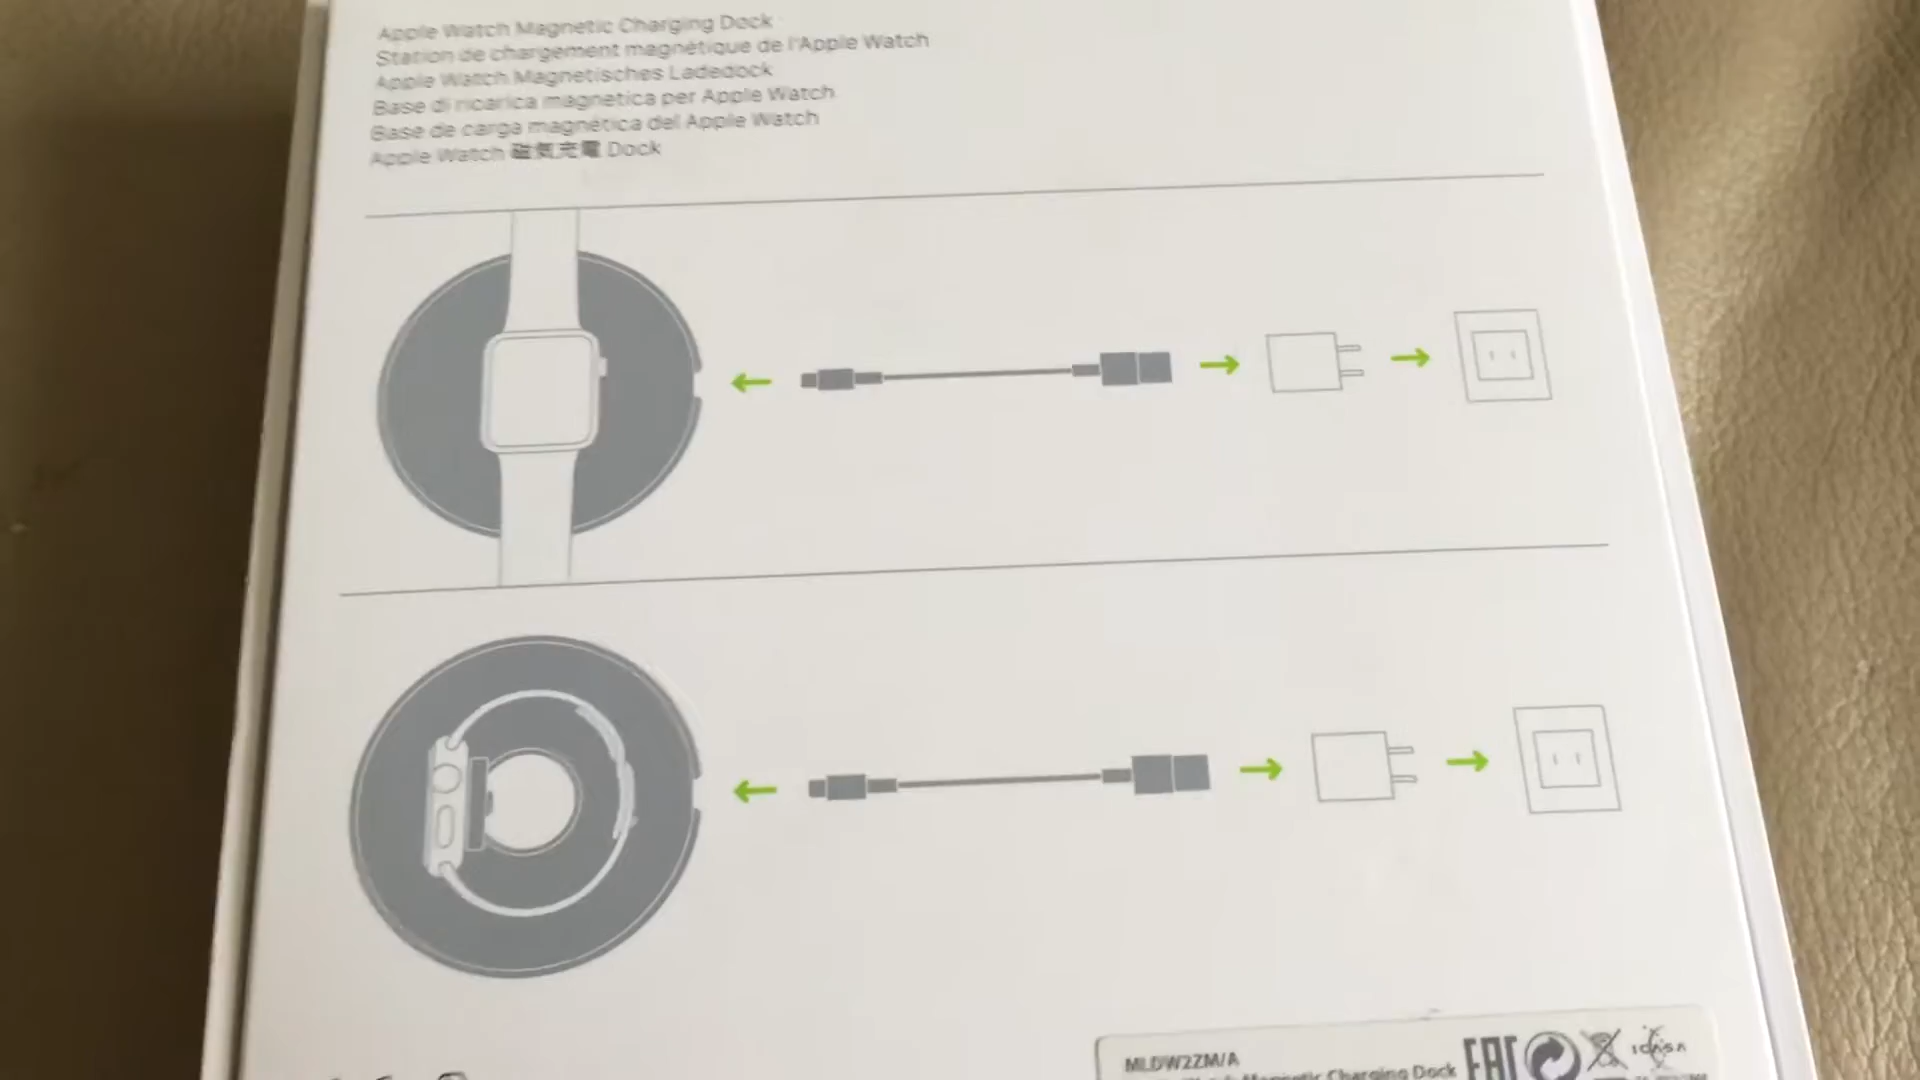 Apple Watch Magnetic Charging Dock
Station de chargement magnétique de l'Apple Watch
Apple Watch Magnetisches Ladedock
Base di ricarica magnetica per Apple Watch
Base de carga magnética del Apple Watch
Apple Watch 磁氣充電 Dock
MLDW2ZM/A
Magnetic Charging Dock
EAC
ICASA